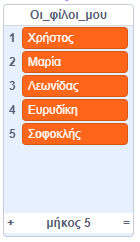 Οι_φίλοι_μου
1 Χρήστος
2 Μαρία
3 Λεωνίδας
4 Ευρυδίκη
5 Σοφοκλής
+ μήκος 5 =